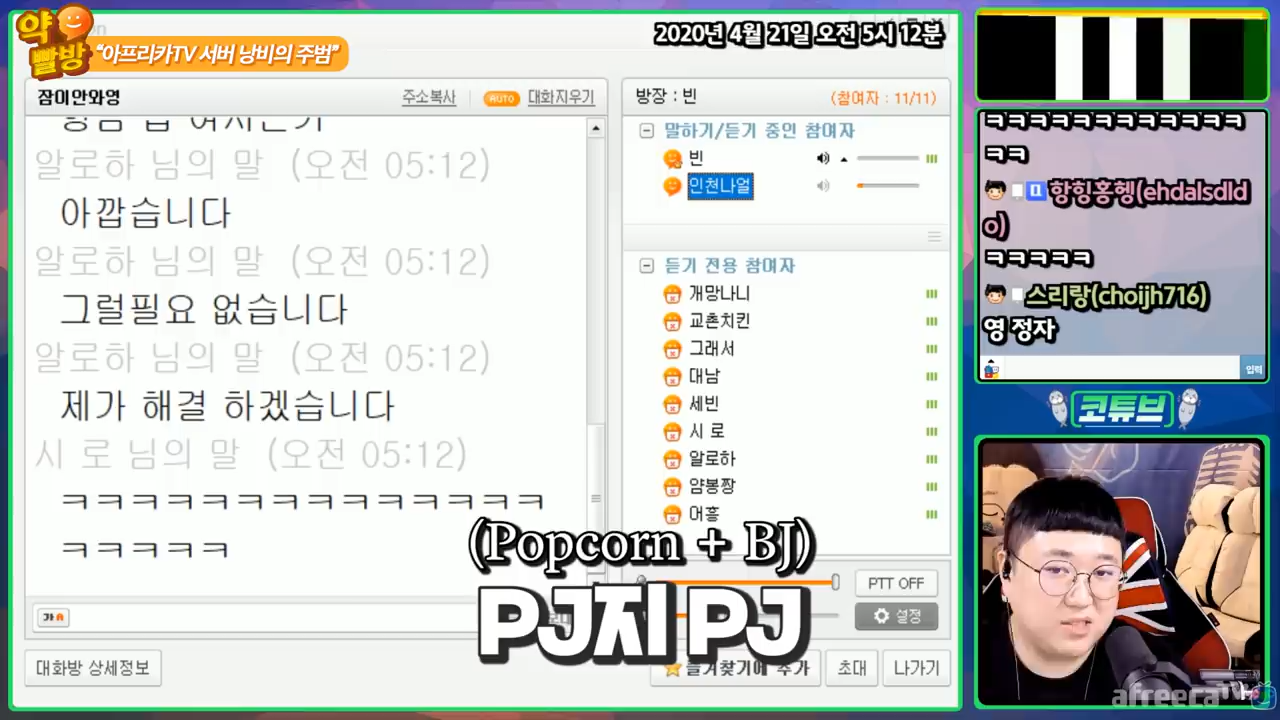 약빨방
“아프리카TV 서버 낭비의 주범”
2020년 4월 21일 오전 5시 12분
잠이안와영
주소복사
AUTO
대화지우기
알로하 님의 말 (오전 05:12)
아깝습니다
알로하 님의 말 (오전 05:12)
그럴필요 없습니다
알로하 님의 말 (오전 05:12)
제가 해결 하겠습니다
시 로 님의 말 (오전 05:12)
ㅋㅋㅋㅋㅋㅋㅋㅋㅋㅋㅋㅋㅋㅋ
ㅋㅋㅋㅋㅋ
가A
대화방 상세정보
방장 : 빈
(참여자 : 11/11)
말하기/듣기 중인 참여자
빈
인천나얼
듣기 전용 참여자
개망나니
교촌치킨
그래서
대남
세빈
시 로
알로하
얌봉짱
어흥
(Popcorn + BJ)
PJ지 PJ
PTT OFF
설정
즐겨찾기에 추가
초대
나가기
ㅋㅋㅋㅋㅋㅋㅋㅋㅋㅋㅋㅋ
ㅋㅋ
항힝홍헹(ehdalsdld
이)
ㅋㅋㅋㅋㅋ
스리랑(choijh716)
영 정자
입력
코튜브
afreecaTV